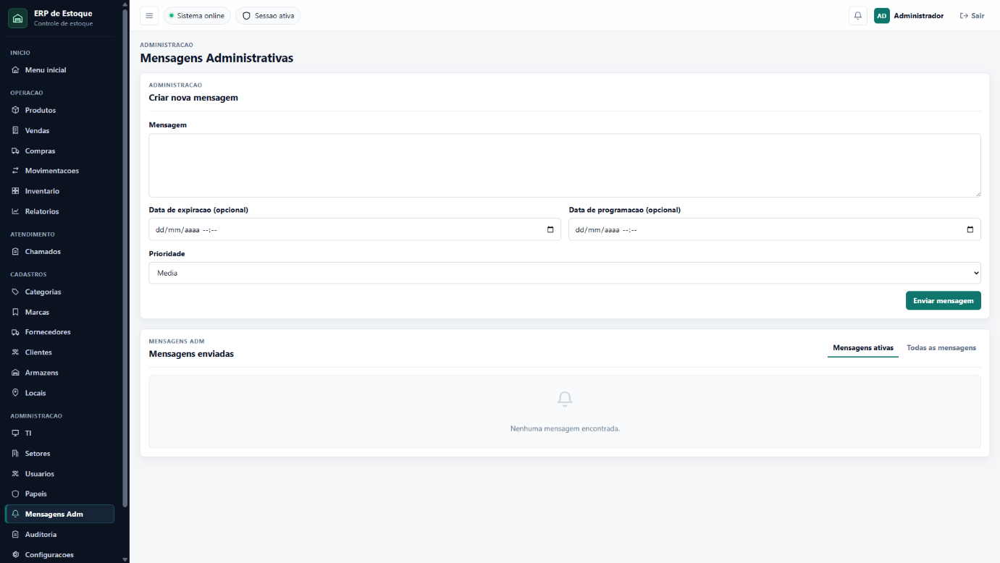 ERP de Estoque
Controle de estoque
INICIO
Menu inicial
OPERACAO
Produtos
Vendas
Compras
Movimentacoes
Inventario
Relatorios
ATENDIMENTO
Chamados
CADASTROS
Categorias
Marcas
Fornecedores
Clientes
Armazens
Locais
ADMINISTRACAO
TI
Setores
Usuarios
Papeis
Mensagens Adm
Auditoria
Configuracoes
Sistema online
Sessao ativa
AD
Administrador
Sair
ADMINISTRACAO
Mensagens Administrativas
ADMINISTRACAO
Criar nova mensagem
Mensagem
Data de expiracao (opcional)
Data de programacao (opcional)
dd/mm/aaaa --:--
dd/mm/aaaa --:--
Prioridade
Media
Enviar mensagem
MENSAGENS ADM
Mensagens enviadas
Mensagens ativas
Todas as mensagens
Nenhuma mensagem encontrada.